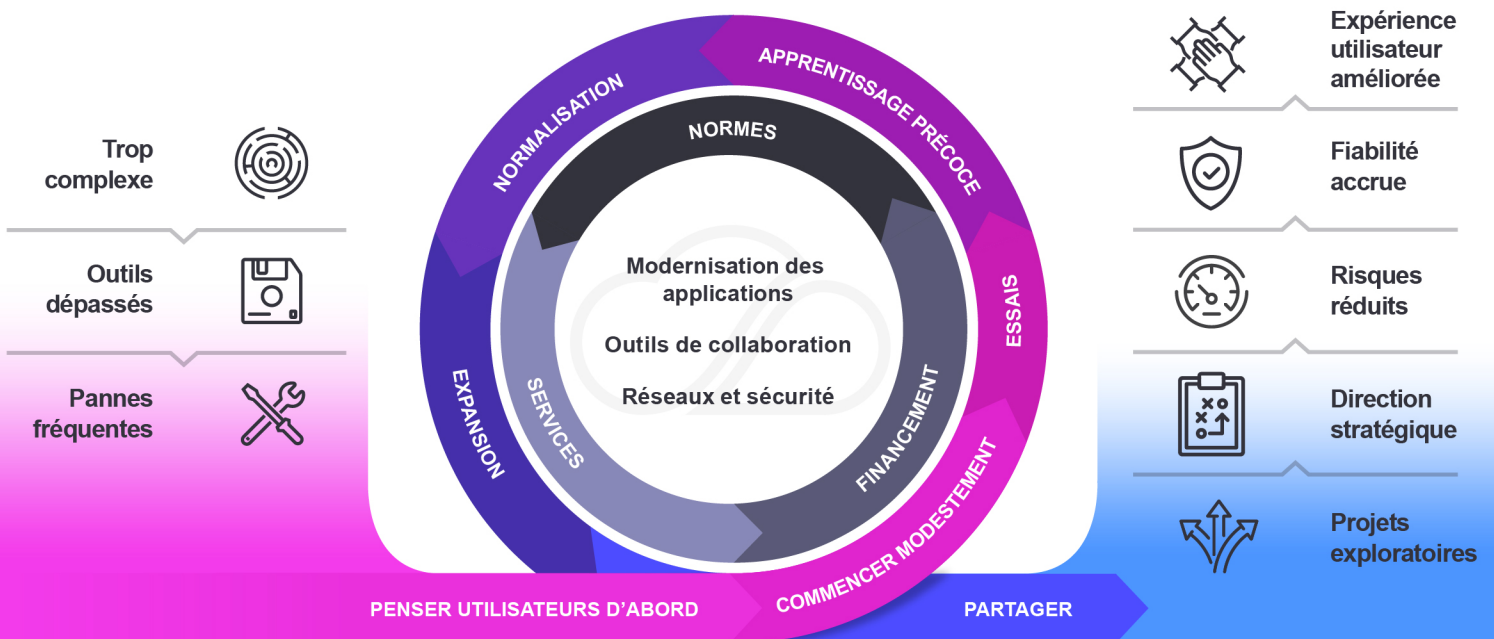 Trop
complexe
Outils
dépassés
Pannes
fréquentes
PENSER UTILISATEURS D’ABORD
COMMENCER MODESTEMENT
ESSAIS
APPRENTISSAGE PRÉCOCE
NORMALISATION
EXPANSION
PARTAGER
NORMES
SERVICES
FINANCEMENT
Modernisation des
applications
Outils de collaboration
Réseaux et sécurité
Expérience
utilisateur
améliorée
Fiabilité
accrue
Risques
réduits
Direction
stratégique
Projets
exploratoires